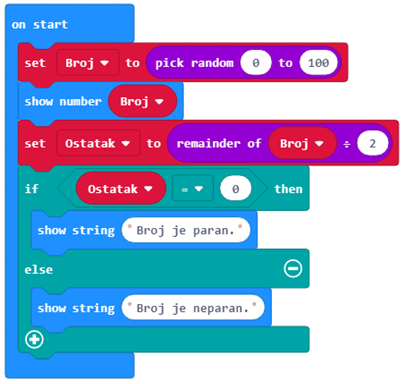 on start
set Broj to pick random 0 to 100
show number Broj
set Ostatak to remainder of Broj ÷ 2
if Ostatak = 0 then
show string "Broj je paran."
else
show string "Broj je neparan."